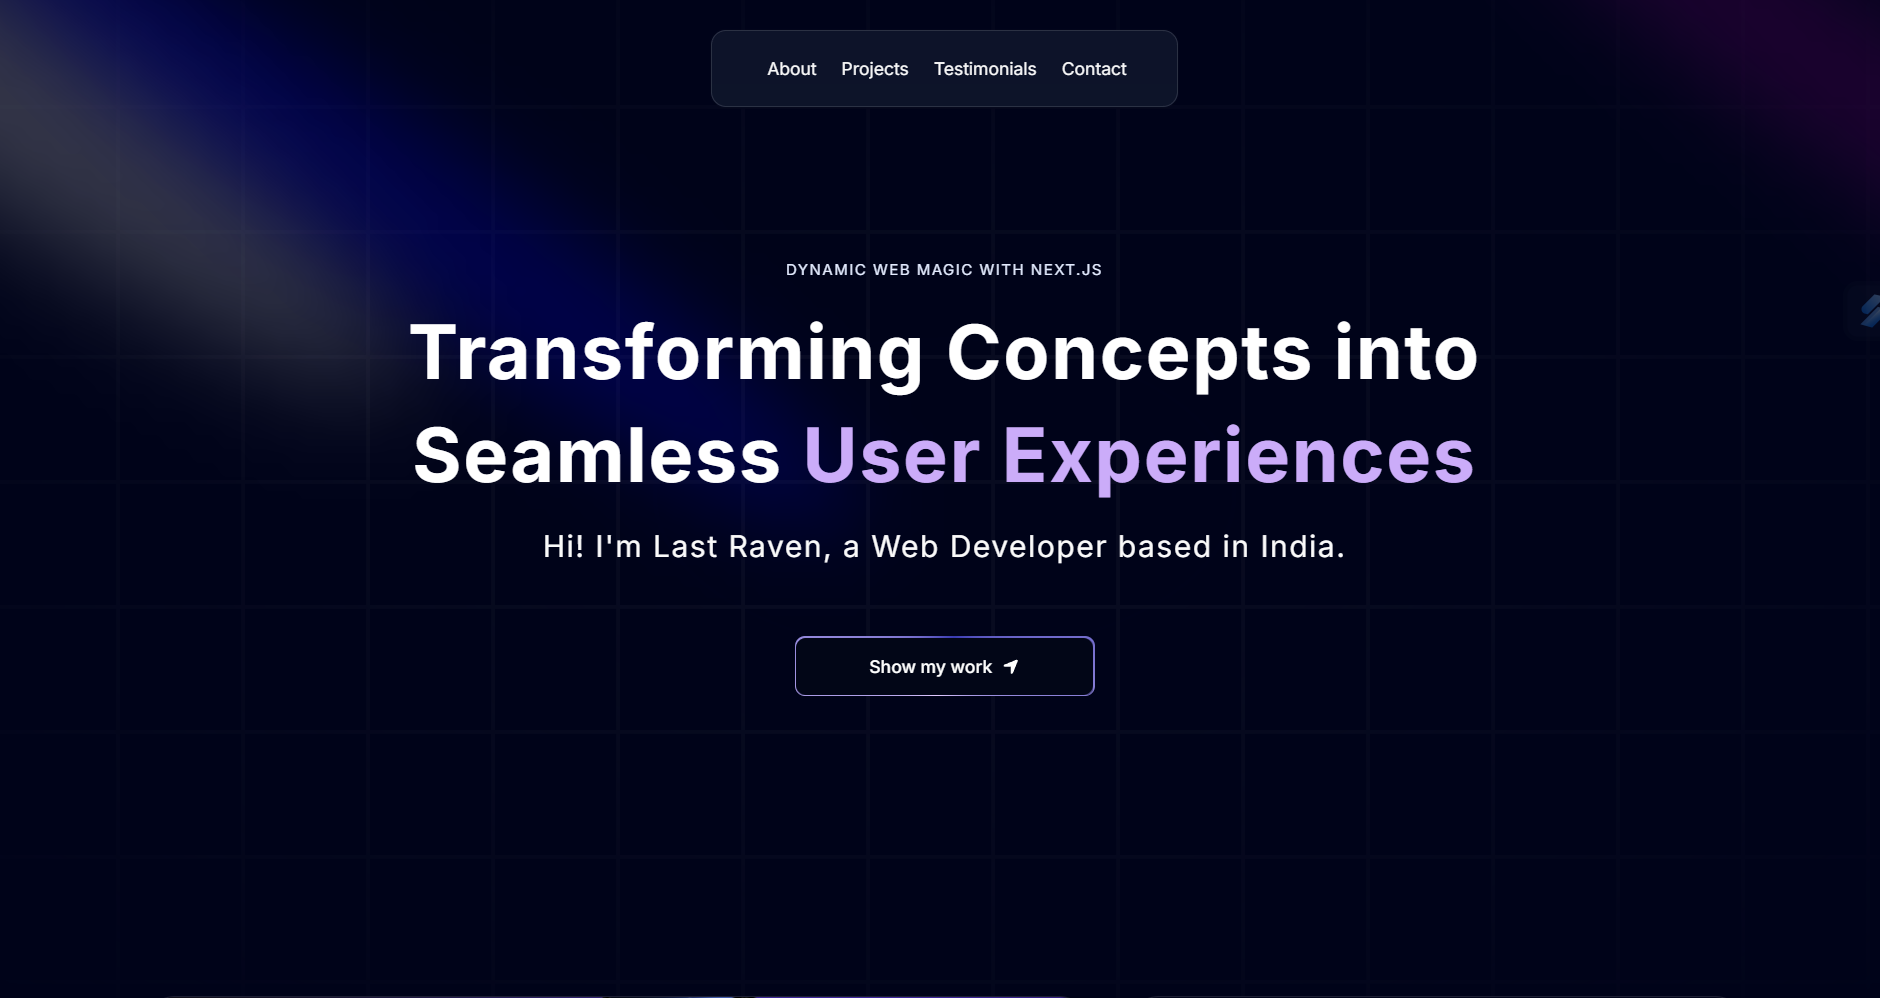 About Projects Testimonials Contact
DYNAMIC WEB MAGIC WITH NEXT.JS
Transforming Concepts into
Seamless User Experiences
Hi! I'm Last Raven, a Web Developer based in India.
Show my work